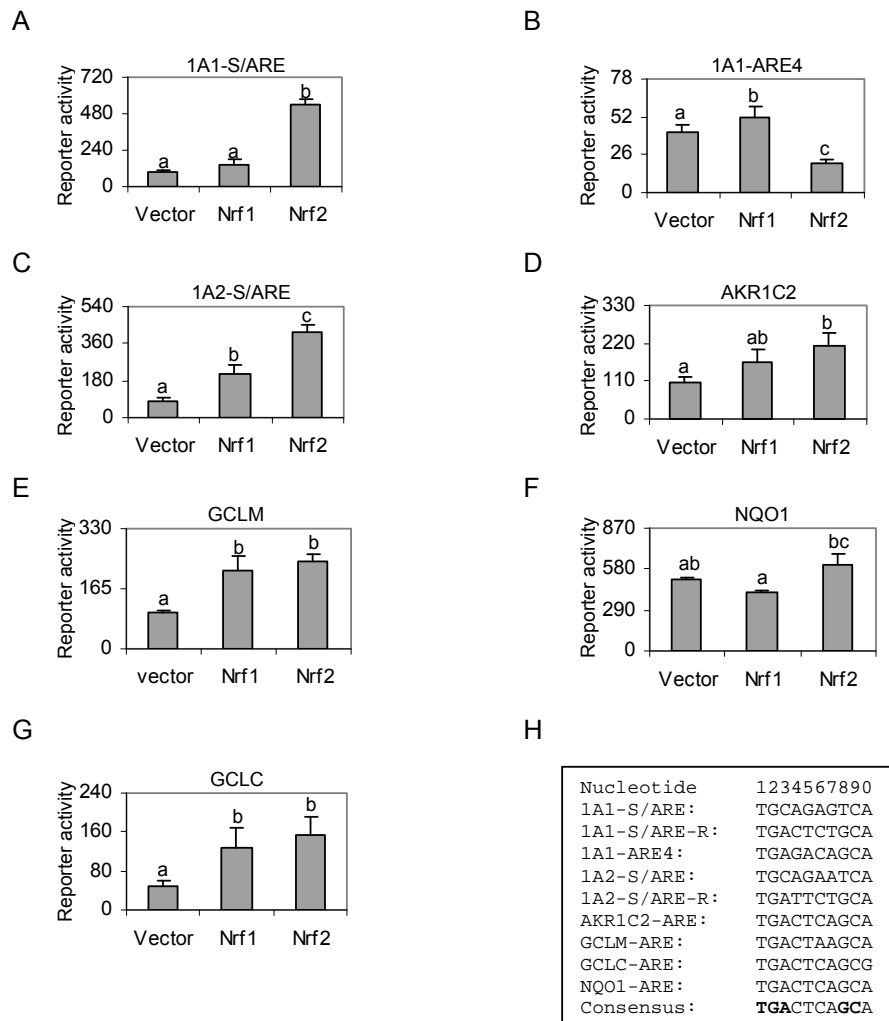 A
1A1-S/ARE
Reporter activity
720
480
240
0
a
a
b
Vector Nrf1 Nrf2
B
1A1-ARE4
Reporter activity
78
52
26
0
a
b
c
Vector Nrf1 Nrf2
C
1A2-S/ARE
Reporter activity
540
360
180
0
a
b
c
Vector Nrf1 Nrf2
D
AKR1C2
Reporter activity
330
220
110
0
a
ab
b
Vector Nrf1 Nrf2
E
GCLM
Reporter activity
330
165
0
a
b
b
vector Nrf1 Nrf2
F
NQO1
Reporter activity
870
580
290
0
ab
a
bc
Vector Nrf1 Nrf2
G
GCLC
Reporter activity
240
160
80
0
a
b
b
Vector Nrf1 Nrf2
H
Nucleotide 1234567890
1A1-S/ARE: TGCAGAGTCA
1A1-S/ARE-R: TGACTCTGCA
1A1-ARE4: TGAGACAGCA
1A2-S/ARE: TGCAGAATCA
1A2-S/ARE-R: TGATTCTGCA
AKR1C2-ARE: TGACTCAGCA
GCLM-ARE: TGACTAAGCA
GCLC-ARE: TGACTCAGCG
NQO1-ARE: TGACTCAGCA
Consensus: TGACTCAGCA